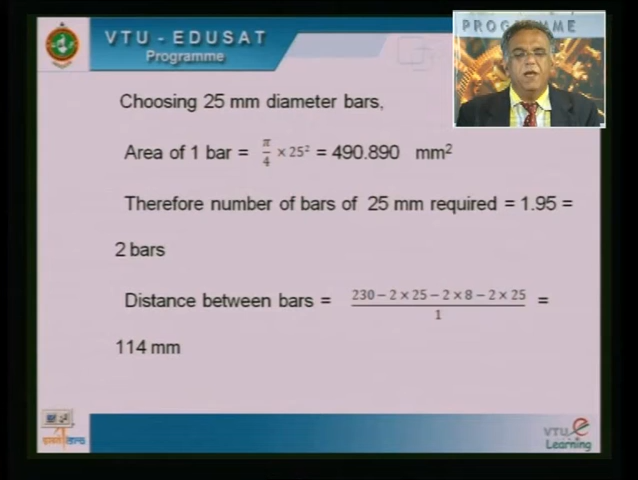 VTU - EDUSAT
Programme
PROGRAMME
Choosing 25 mm diameter bars,
Area of 1 bar = π/4 × 25² = 490.890 mm²
Therefore number of bars of 25 mm required = 1.95 =
2 bars
Distance between bars = (230 − 2 × 25 − 2 × 8 − 2 × 25)/1 =
114 mm
VTU e
Learning